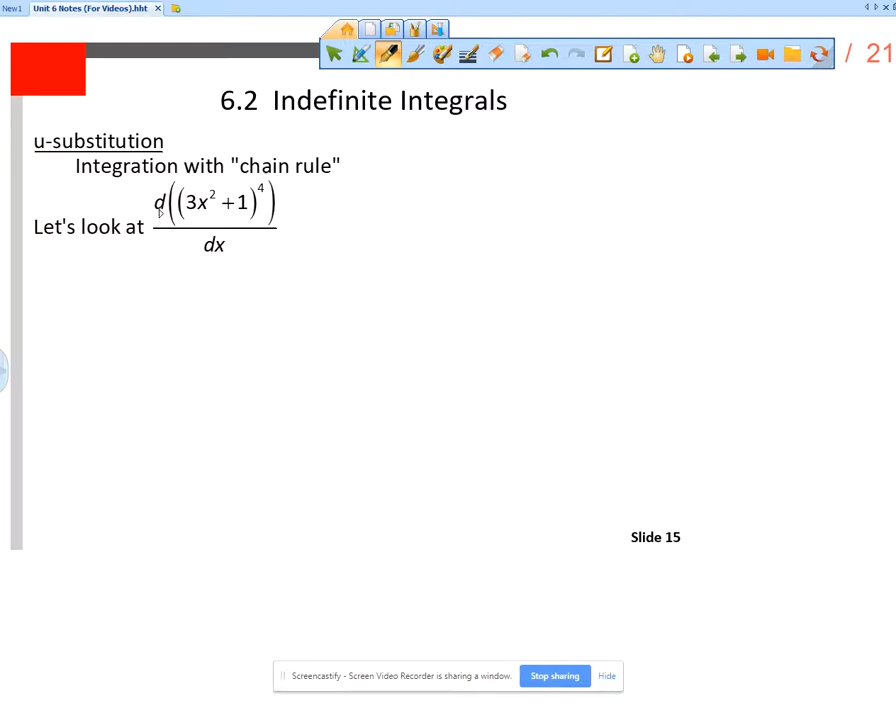 New1
Unit 6 Notes (For Videos).hht
/ 21
6.2 Indefinite Integrals
u-substitution
Integration with "chain rule"
Let's look at d((3x² +1)⁴)
dx
Slide 15
Screencastify - Screen Video Recorder is sharing a window. Stop sharing Hide